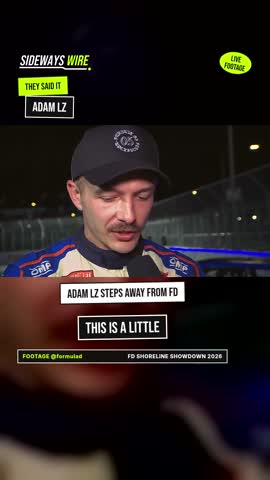 SIDEWAYS WIRE.
LIVE
FOOTAGE
THEY SAID IT
ADAM LZ
ADAM LZ STEPS AWAY FROM FD
THIS IS A LITTLE
FOOTAGE @formulad
FD SHORELINE SHOWDOWN 2026